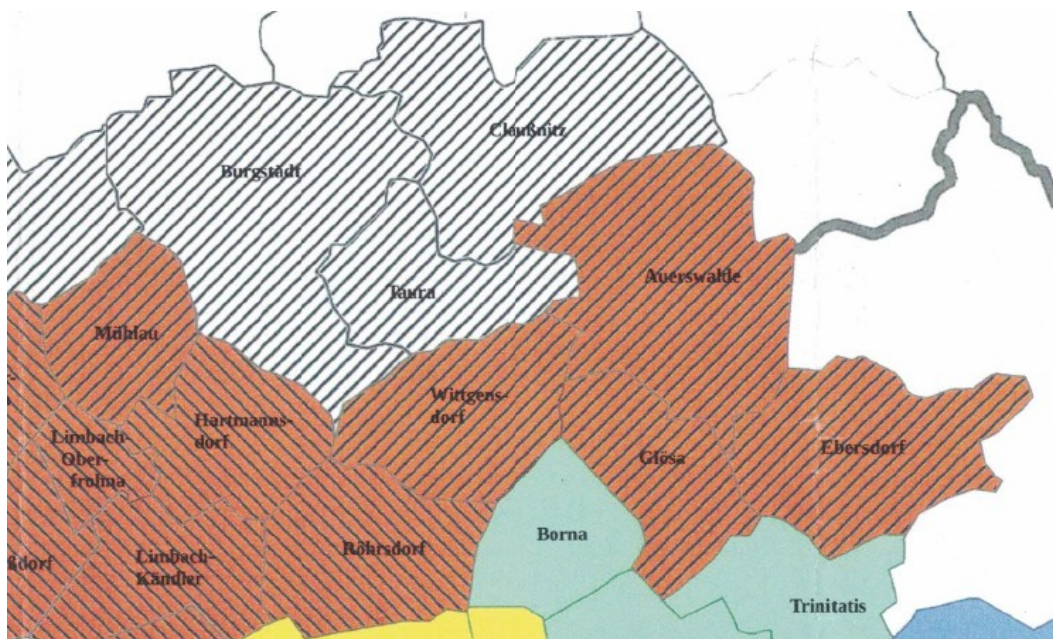 Claußnitz
Burgstädt
Auerswalde
Taura
Mühlau
Wittgens-
dorf
Hartmanns-
dorf
Limbach-
Ober-
frohna
Glösa
Ebersdorf
Borna
Röhrsdorf
ßdorf
Limbach-
Kändler
Trinitatis